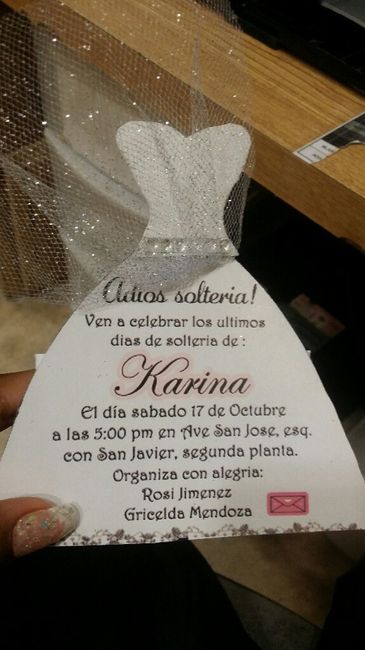 Adios solteria!
Ven a celebrar los ultimos
dias de solteria de :
Karina
El día sabado 17 de Octubre
a las 5:00 pm en Ave San Jose, esq.
con San Javier, segunda planta.
Organiza con alegria:
Rosi Jimenez
Gricelda Mendoza